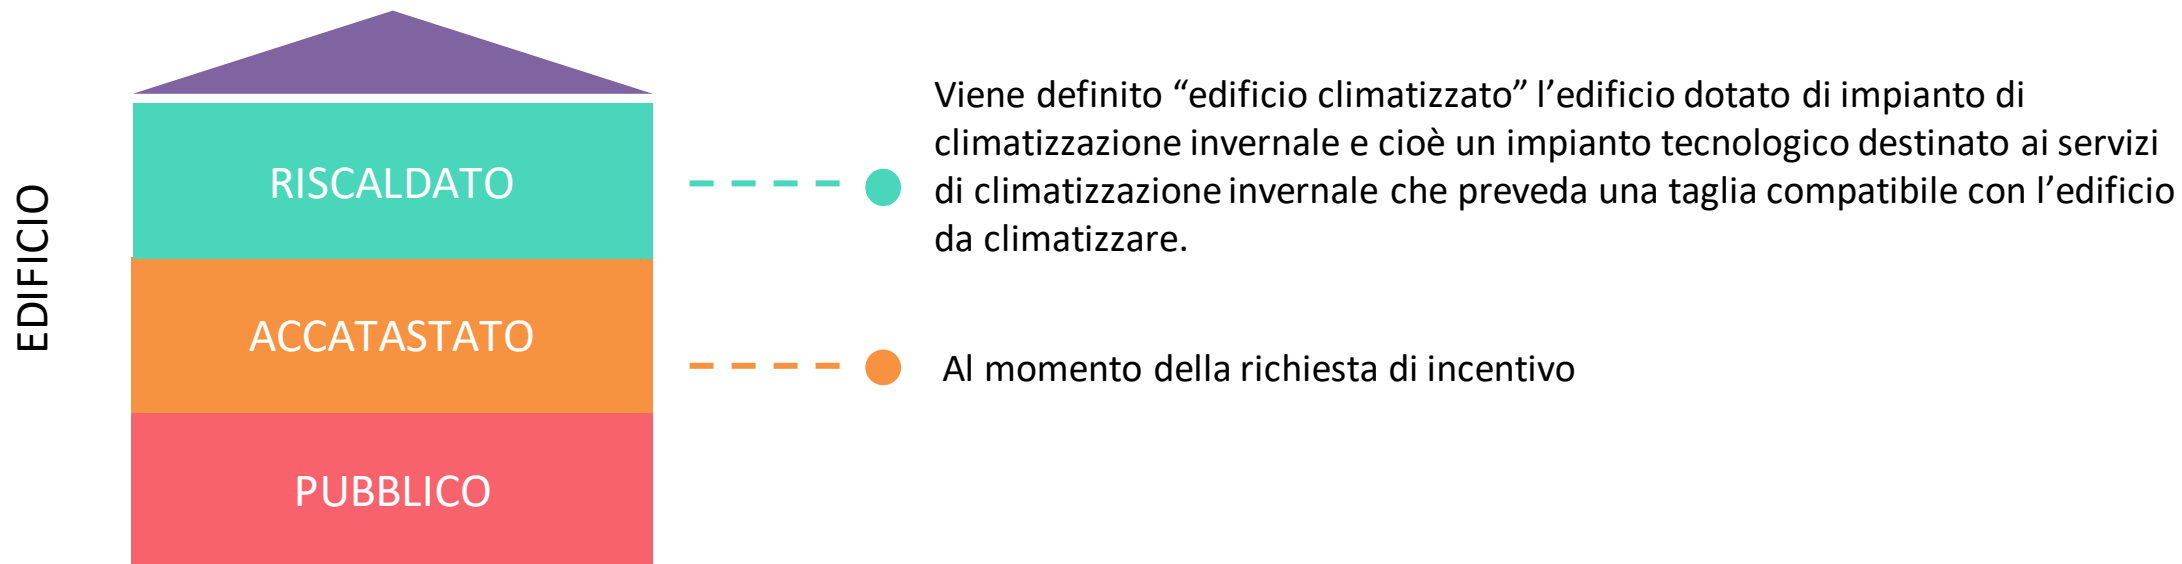 EDIFICIO
RISCALDATO
Viene definito “edificio climatizzato” l’edificio dotato di impianto di
climatizzazione invernale e cioè un impianto tecnologico destinato ai servizi
di climatizzazione invernale che preveda una taglia compatibile con l’edificio
da climatizzare.
ACCATASTATO
Al momento della richiesta di incentivo
PUBBLICO